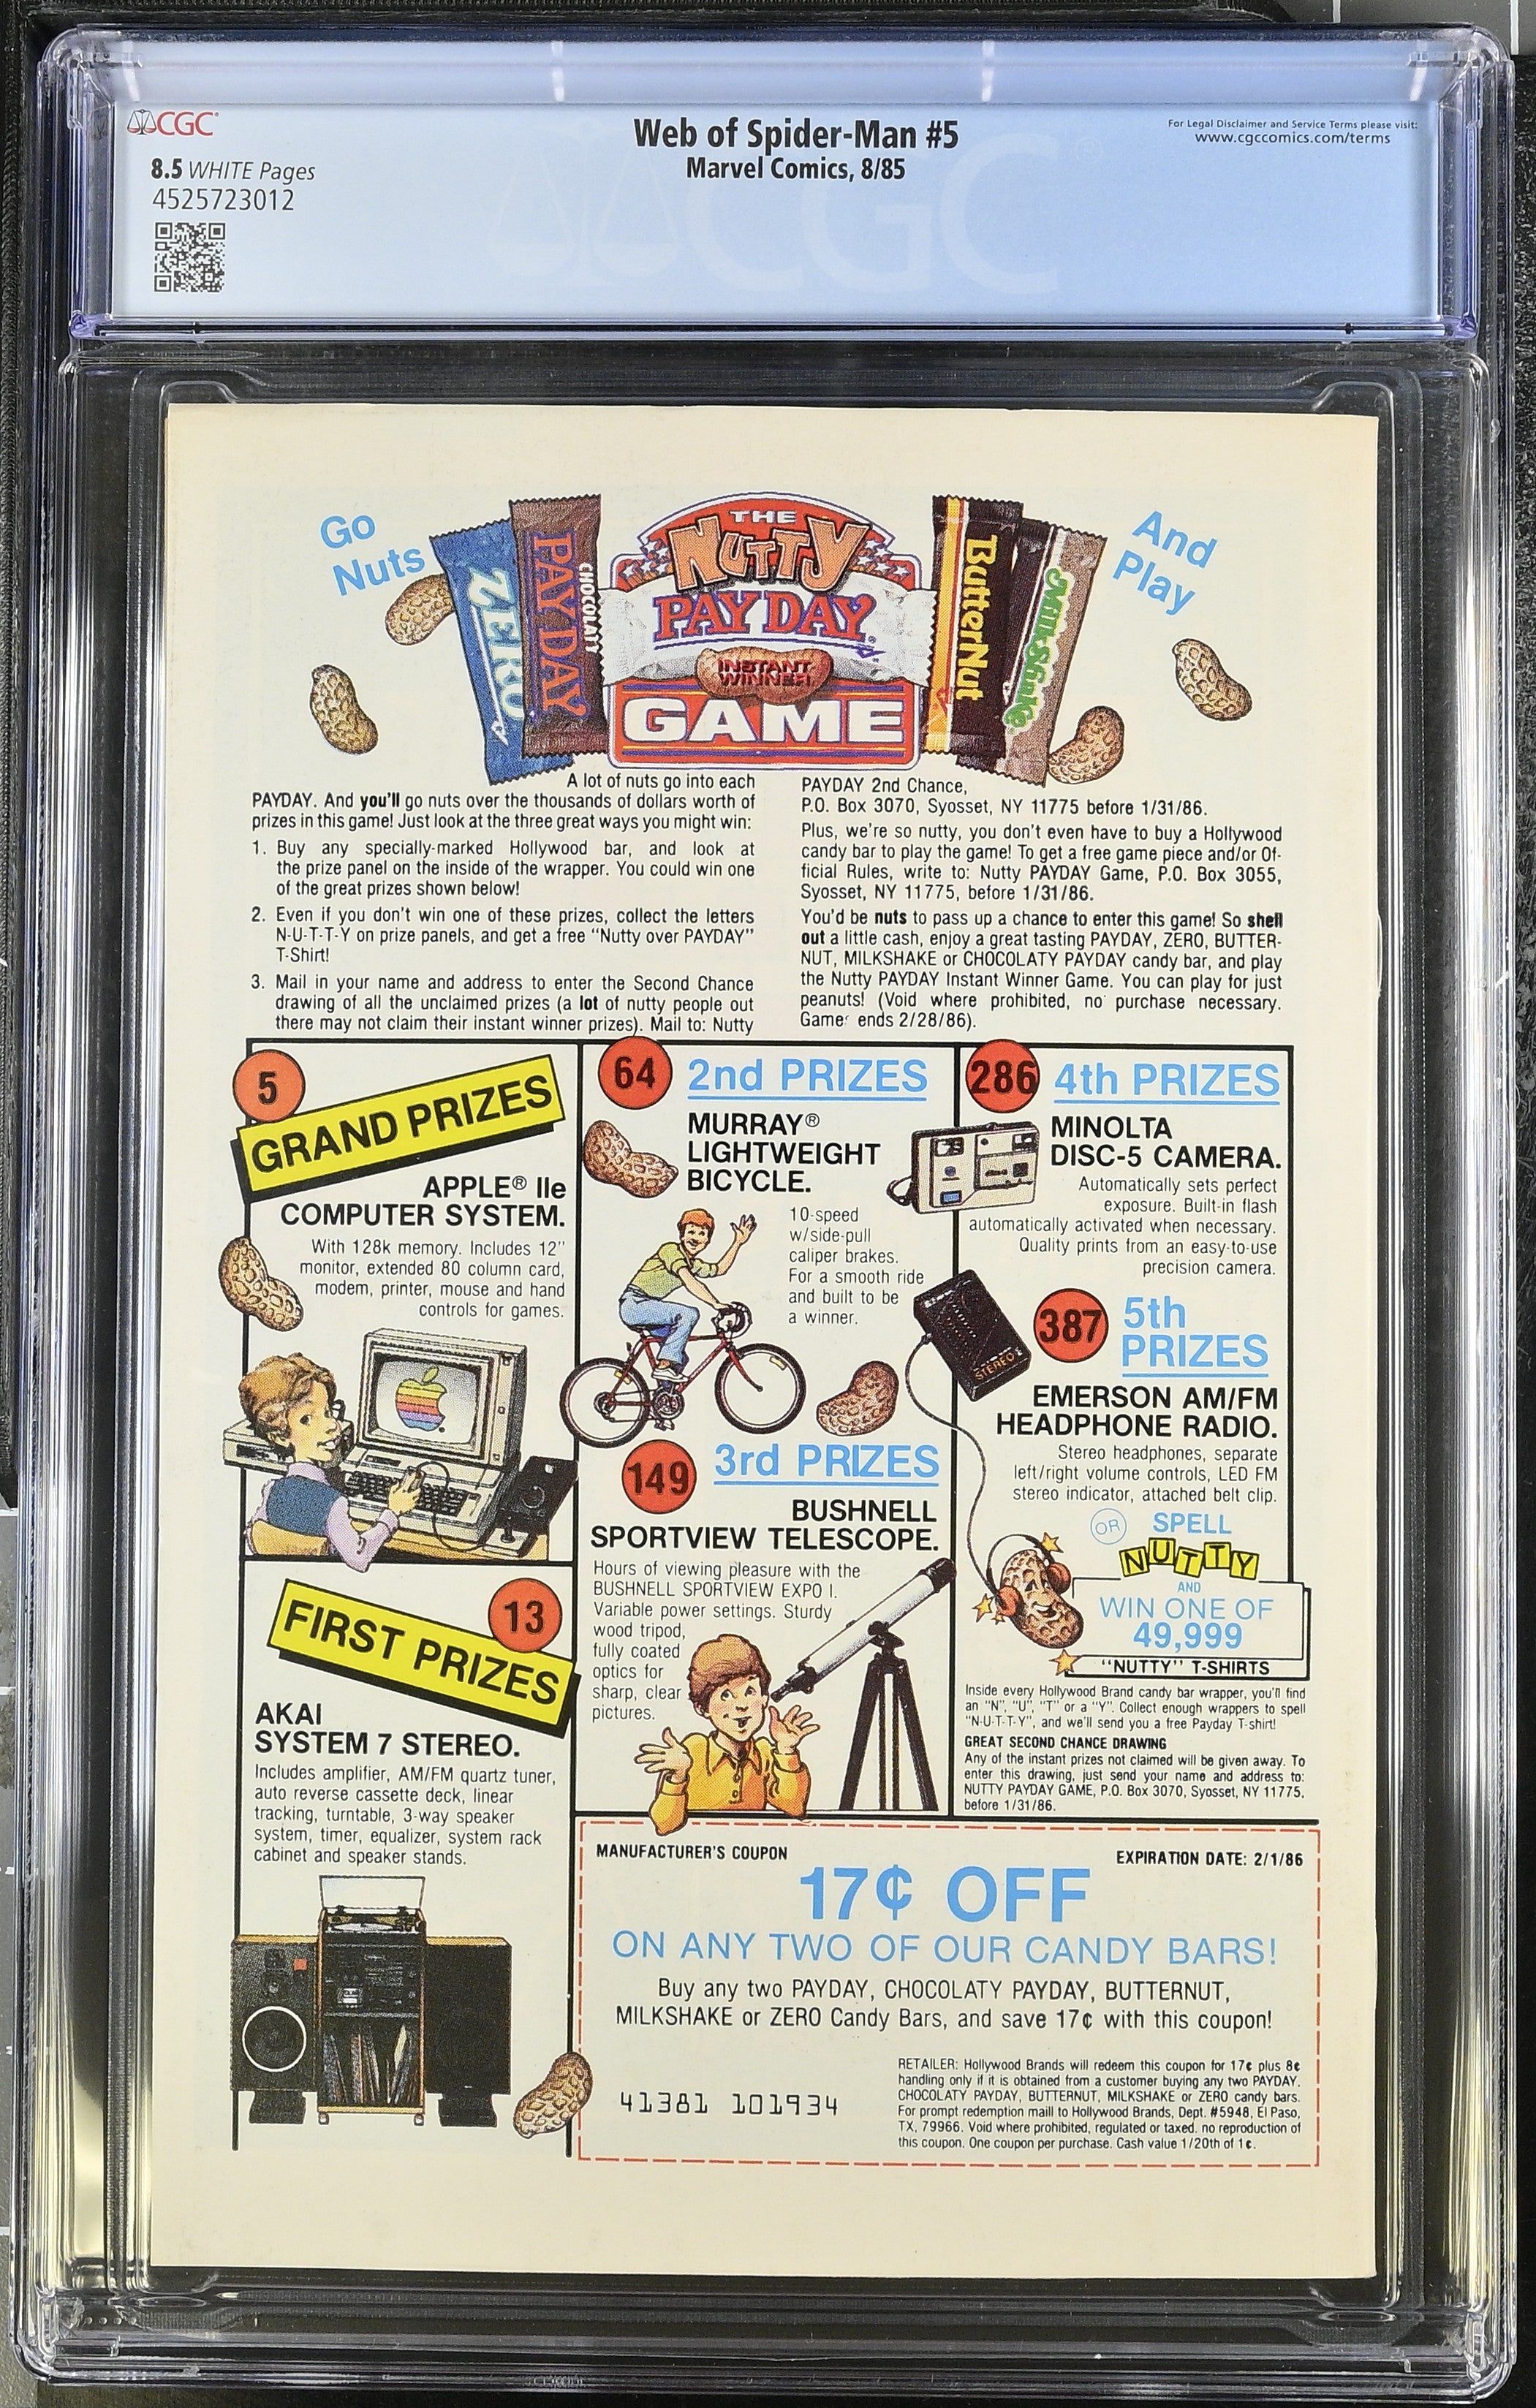 CGC
8.5 WHITE Pages
4525723012
Web of Spider-Man #5
Marvel Comics, 8/85
For Legal Disclaimer and Service Terms please visit:
www.cgccomics.com/terms
CGC
Go
Nuts
And
Play
ZERO
CHOCOLATY
PAY DAY
THE
NUTTY
PAY DAY
INSTANT
WINNER!
GAME
ButterNut
Milk-Shake
A lot of nuts go into each
PAYDAY. And you'll go nuts over the thousands of dollars worth of
prizes in this game! Just look at the three great ways you might win:
1. Buy any specially-marked Hollywood bar, and look at
the prize panel on the inside of the wrapper. You could win one
of the great prizes shown below!
2. Even if you don't win one of these prizes, collect the letters
N-U-T-T-Y on prize panels, and get a free "Nutty over PAYDAY"
T-Shirt!
3. Mail in your name and address to enter the Second Chance
drawing of all the unclaimed prizes (a lot of nutty people out
there may not claim their instant winner prizes). Mail to: Nutty
PAYDAY 2nd Chance,
P.O. Box 3070, Syosset, NY 11775 before 1/31/86.
Plus, we're so nutty, you don't even have to buy a Hollywood
candy bar to play the game! To get a free game piece and/or Of-
ficial Rules, write to: Nutty PAYDAY Game, P.O. Box 3055,
Syosset, NY 11775, before 1/31/86.
You'd be nuts to pass up a chance to enter this game! So shell
out a little cash, enjoy a great tasting PAYDAY, ZERO, BUTTER-
NUT, MILKSHAKE or CHOCOLATY PAYDAY candy bar, and play
the Nutty PAYDAY Instant Winner Game. You can play for just
peanuts! (Void where prohibited, no purchase necessary.
Game ends 2/28/86).
5
GRAND PRIZES
APPLE® IIe
COMPUTER SYSTEM.
With 128k memory. Includes 12"
monitor, extended 80 column card,
modem, printer, mouse and hand
controls for games.
13
FIRST PRIZES
AKAI
SYSTEM 7 STEREO.
Includes amplifier, AM/FM quartz tuner,
auto reverse cassette deck, linear
tracking, turntable, 3-way speaker
system, timer, equalizer, system rack
cabinet and speaker stands.
64
2nd PRIZES
MURRAY®
LIGHTWEIGHT
BICYCLE.
10-speed
w/side-pull
caliper brakes.
For a smooth ride
and built to be
a winner.
149
3rd PRIZES
BUSHNELL
SPORTVIEW TELESCOPE.
Hours of viewing pleasure with the
BUSHNELL SPORTVIEW EXPO I.
Variable power settings. Sturdy
wood tripod,
fully coated
optics for
sharp, clear
pictures.
286
4th PRIZES
MINOLTA
DISC-5 CAMERA.
Automatically sets perfect
exposure. Built-in flash
automatically activated when necessary.
Quality prints from an easy-to-use
precision camera.
387
5th
PRIZES
STEREO
EMERSON AM/FM
HEADPHONE RADIO.
Stereo headphones, separate
left/right volume controls, LED FM
stereo indicator, attached belt clip.
OR
SPELL
NUTTY
AND
WIN ONE OF
49,999
"NUTTY" T-SHIRTS
Inside every Hollywood Brand candy bar wrapper, you'll find
an "N", "U", "T" or a "Y". Collect enough wrappers to spell
"N-U-T-T-Y", and we'll send you a free Payday T-shirt!
GREAT SECOND CHANCE DRAWING
Any of the instant prizes not claimed will be given away. To
enter this drawing, just send your name and address to:
NUTTY PAYDAY GAME, P.O. Box 3070, Syosset, NY 11775,
before 1/31/86.
MANUFACTURER'S COUPON
EXPIRATION DATE: 2/1/86
17¢ OFF
ON ANY TWO OF OUR CANDY BARS!
Buy any two PAYDAY, CHOCOLATY PAYDAY, BUTTERNUT,
MILKSHAKE or ZERO Candy Bars, and save 17¢ with this coupon!
41381 101934
RETAILER: Hollywood Brands will redeem this coupon for 17¢ plus 8¢
handling only if it is obtained from a customer buying any two PAYDAY,
CHOCOLATY PAYDAY, BUTTERNUT, MILKSHAKE or ZERO candy bars.
For prompt redemption maill to Hollywood Brands, Dept. #5948, El Paso,
TX, 79966. Void where prohibited, regulated or taxed. no reproduction of
this coupon. One coupon per purchase. Cash value 1/20th of 1¢.